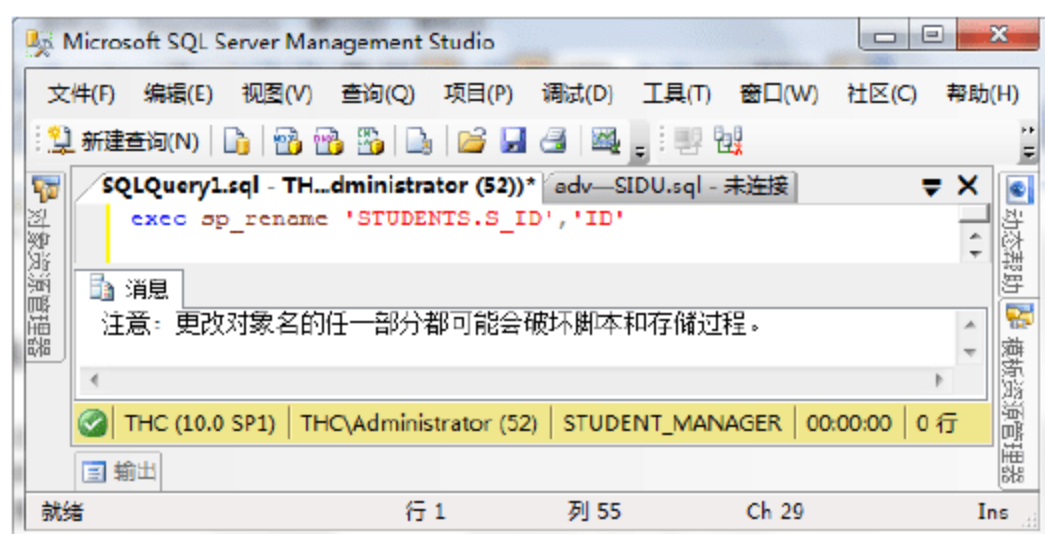 Microsoft SQL Server Management Studio
文件(F) 编辑(E) 视图(V) 查询(Q) 项目(P) 调试(D) 工具(T) 窗口(W) 社区(C) 帮助(H)
新建查询(N)
SQLQuery1.sql - TH...dministrator (52))* adv—SIDU.sql - 未连接
exec sp_rename 'STUDENTS.S_ID','ID'
对象资源管理器
动态帮助
模板资源管理器
消息
注意: 更改对象名的任一部分都可能会破坏脚本和存储过程。
THC (10.0 SP1) THC\Administrator (52) STUDENT_MANAGER 00:00:00 0 行
输出
就绪 行 1 列 55 Ch 29 Ins